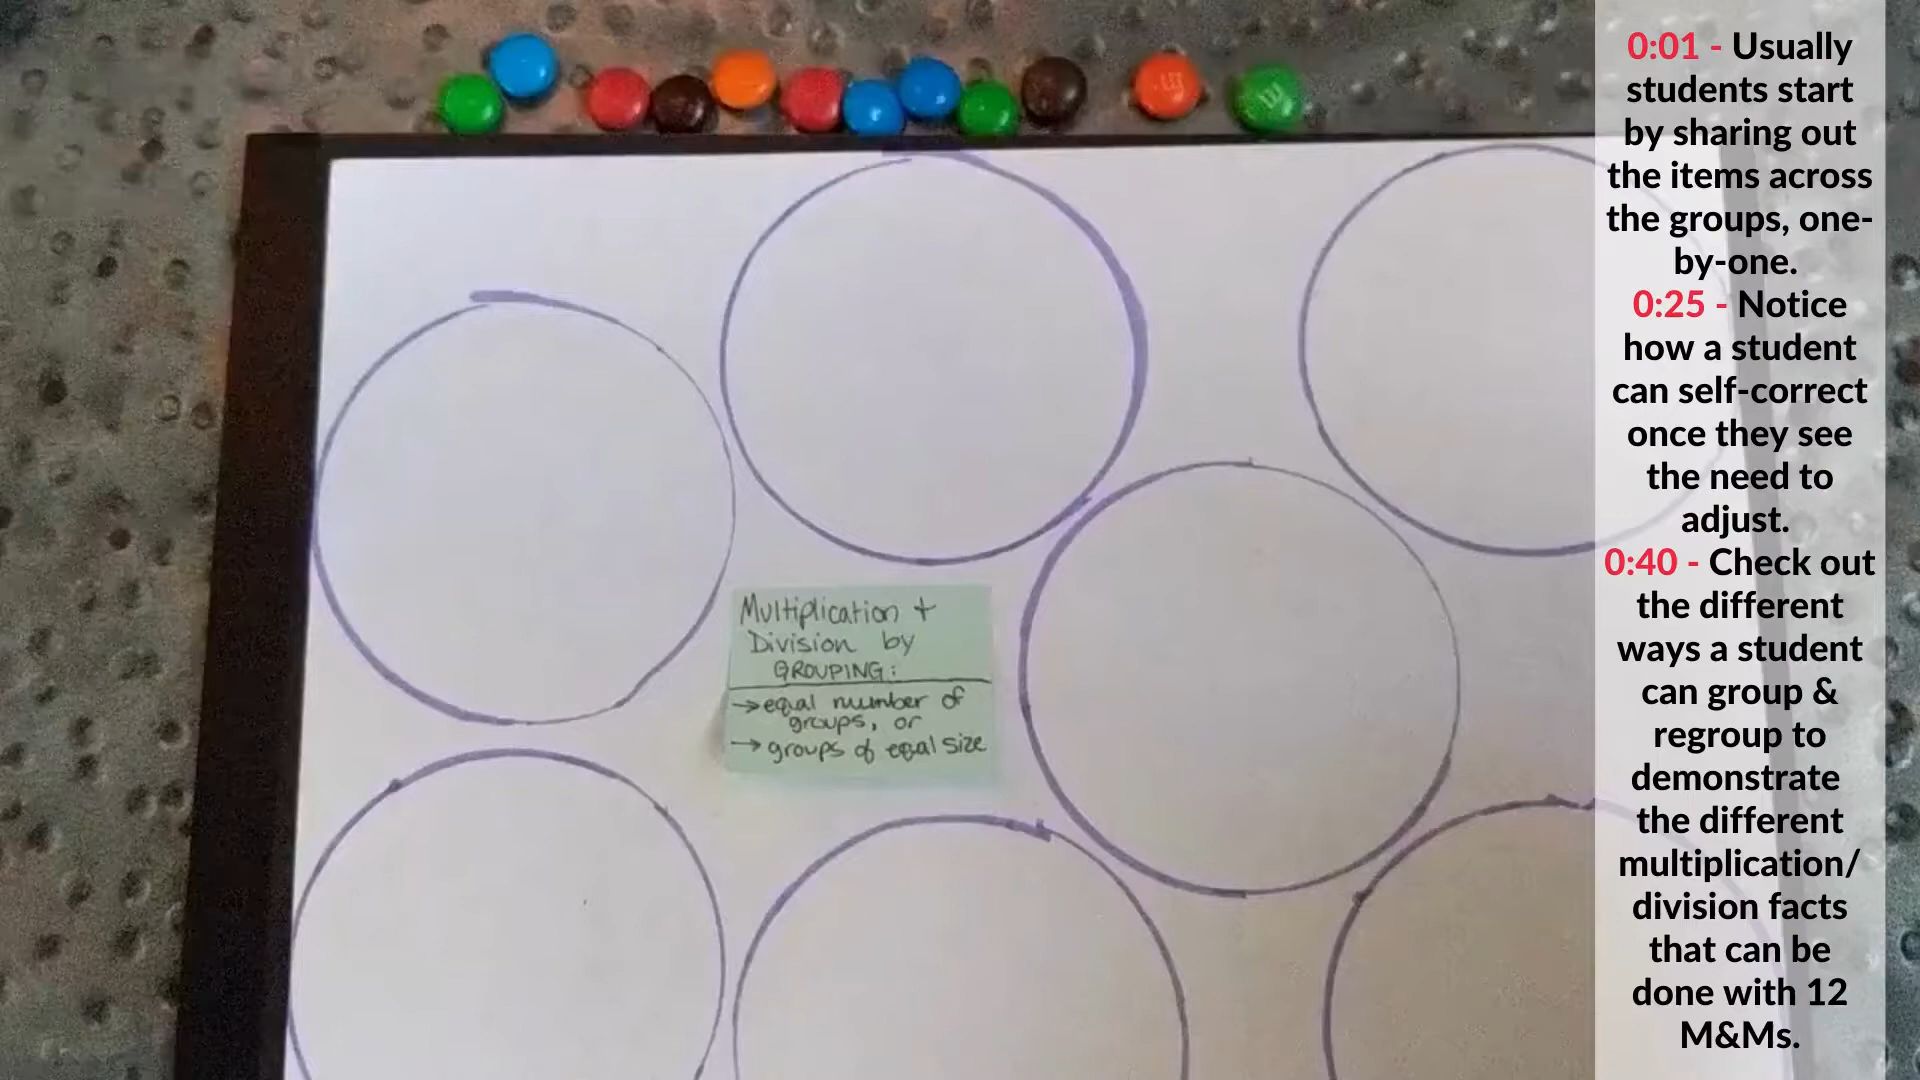 Multiplication +
Division by
GROUPING:
→equal number of
groups, or
→ groups of equal size
0:01 - Usually
students start
by sharing out
the items across
the groups, one-
by-one.
0:25 - Notice
how a student
can self-correct
once they see
the need to
adjust.
0:40 - Check out
the different
ways a student
can group &
regroup to
demonstrate
the different
multiplication/
division facts
that can be
done with 12
M&Ms.
m
m